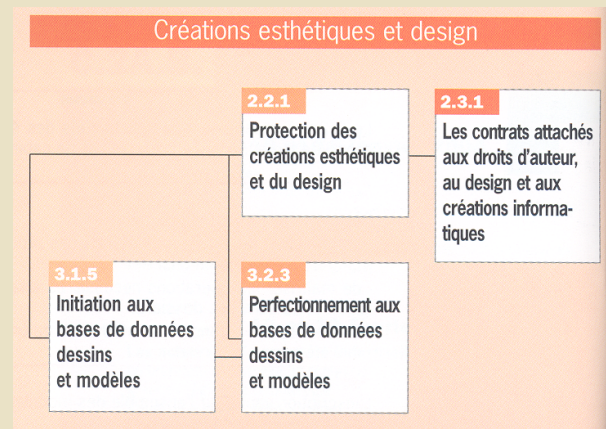 Créations esthétiques et design
2.2.1
Protection des
créations esthétiques
et du design
2.3.1
Les contrats attachés
aux droits d'auteur,
au design et aux
créations informa-
tiques
3.1.5
Initiation aux
bases de données
dessins
et modèles
3.2.3
Perfectionnement aux
bases de données
dessins
et modèles